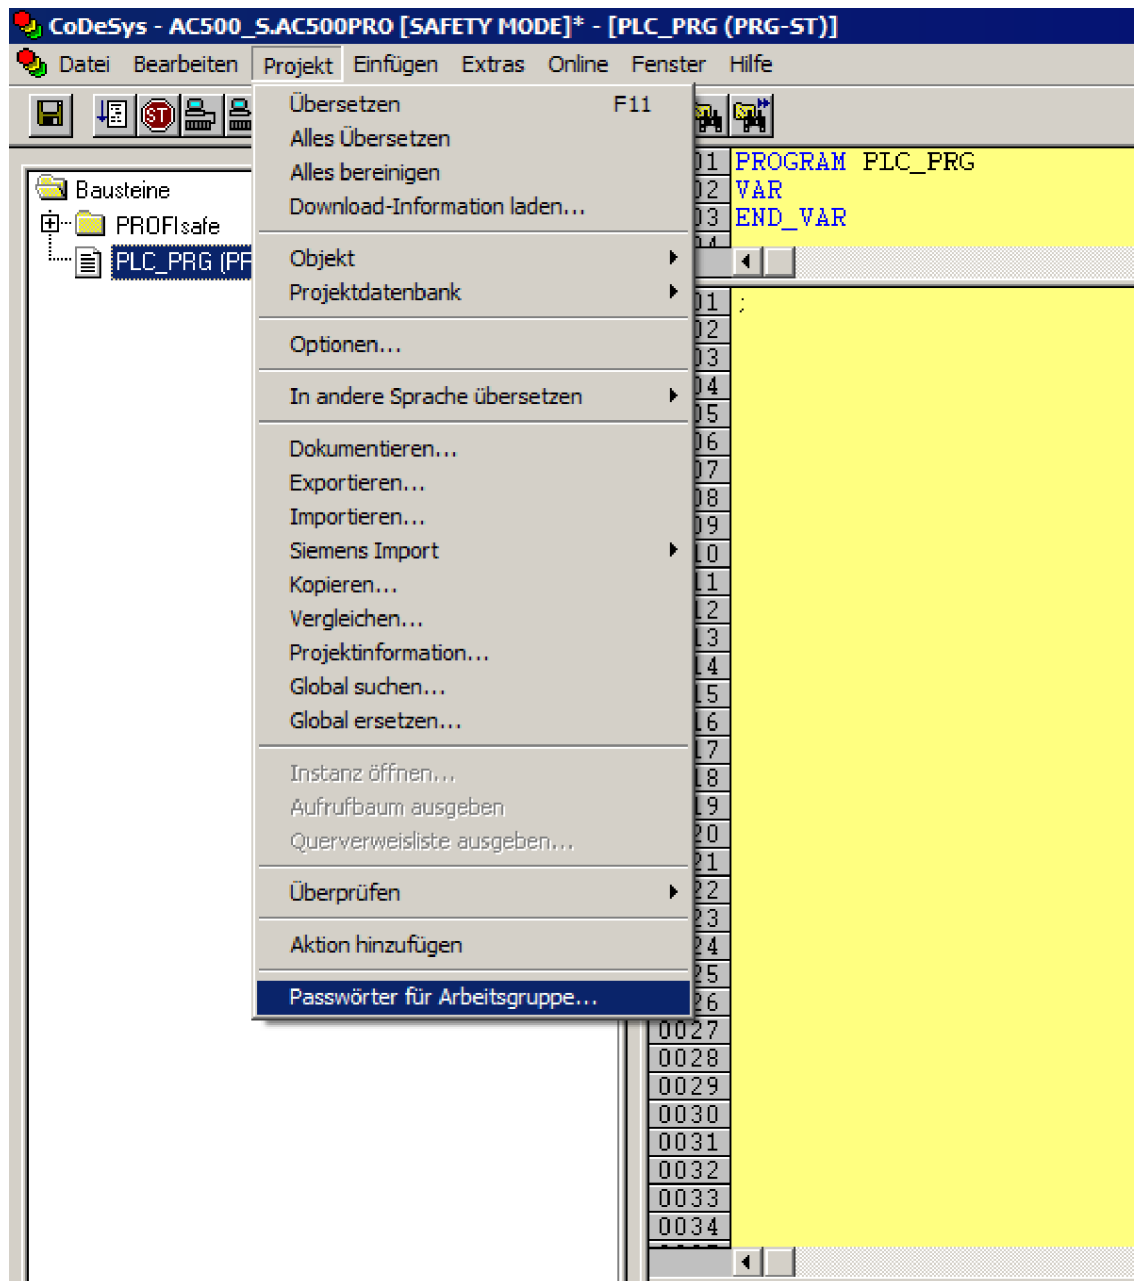 CoDeSys - AC500_S.AC500PRO [SAFETY MODE]* - [PLC_PRG (PRG-ST)]
Datei Bearbeiten Projekt Einfügen Extras Online Fenster Hilfe
Übersetzen F11
Alles Übersetzen
Alles bereinigen
Download-Information laden...
Objekt
Projektdatenbank
Optionen...
In andere Sprache übersetzen
Dokumentieren...
Exportieren...
Importieren...
Siemens Import
Kopieren...
Vergleichen...
Projektinformation...
Global suchen...
Global ersetzen...
Instanz öffnen...
Aufrufbaum ausgeben
Querverweisliste ausgeben...
Überprüfen
Aktion hinzufügen
Passwörter für Arbeitsgruppe...
Bausteine
PROFIsafe
PLC_PRG (PR
ST
PROGRAM PLC_PRG
VAR
END_VAR
;
0027
0028
0029
0030
0031
0032
0033
0034